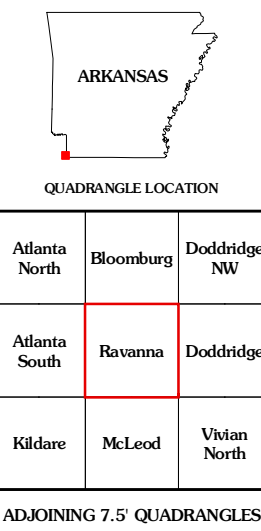 ARKANSAS
QUADRANGLE LOCATION
Atlanta North
Bloomburg
Doddridge NW
Atlanta South
Ravanna
Doddridge
Kildare
McLeod
Vivian North
ADJOINING 7.5' QUADRANGLES